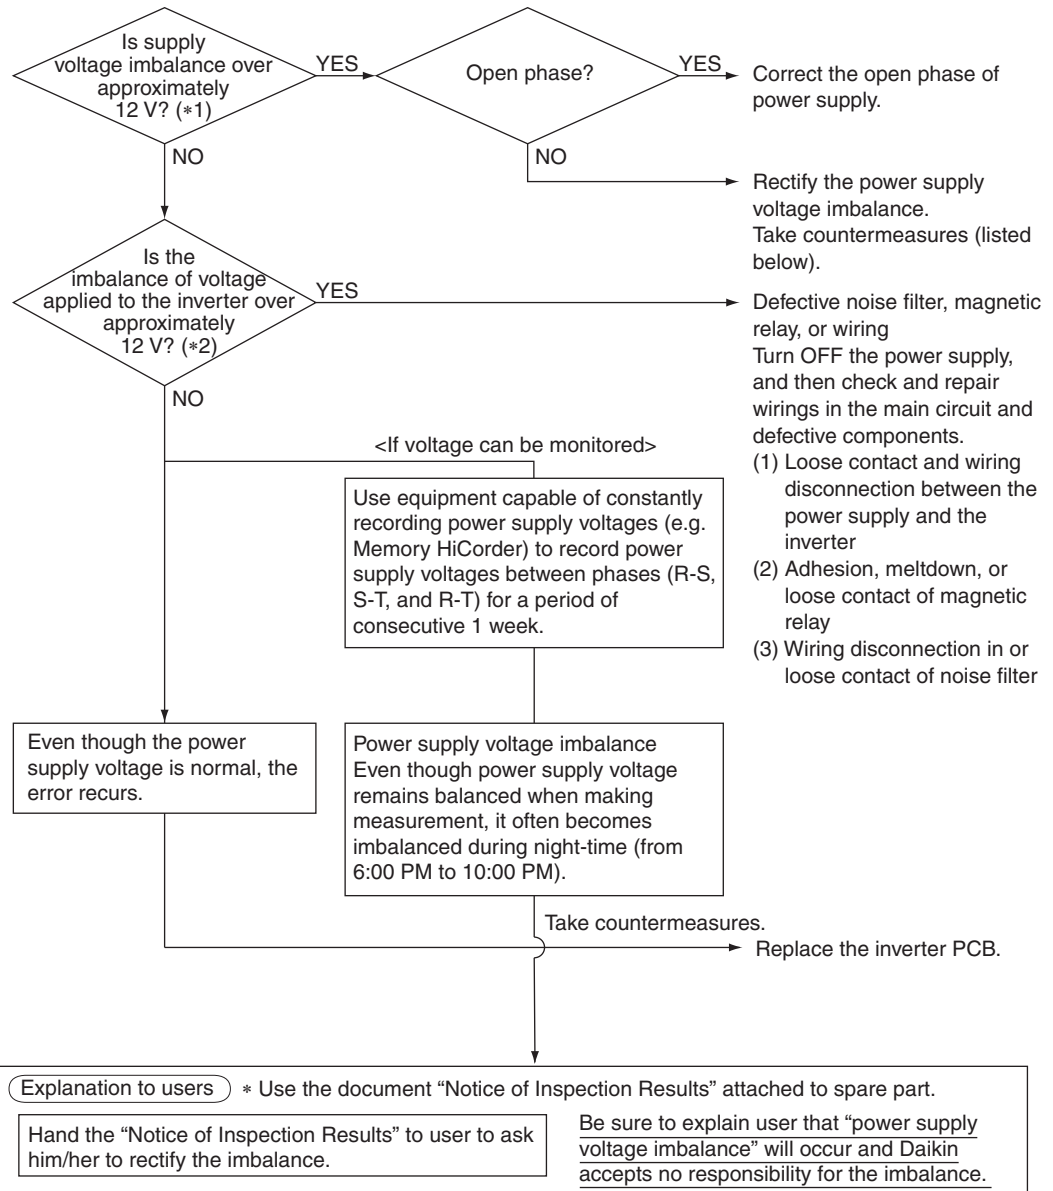 Is supply
voltage imbalance over
approximately
12 V? (*1)
YES
Open phase?
YES
Correct the open phase of
power supply.
NO
NO
Rectify the power supply
voltage imbalance.
Take countermeasures (listed
below).
Is the
imbalance of voltage
applied to the inverter over
approximately
12 V? (*2)
YES
Defective noise filter, magnetic
relay, or wiring
Turn OFF the power supply,
and then check and repair
wirings in the main circuit and
defective components.
(1) Loose contact and wiring
disconnection between the
power supply and the
inverter
(2) Adhesion, meltdown, or
loose contact of magnetic
relay
(3) Wiring disconnection in or
loose contact of noise filter
NO
<If voltage can be monitored>
Use equipment capable of constantly
recording power supply voltages (e.g.
Memory HiCorder) to record power
supply voltages between phases (R-S,
S-T, and R-T) for a period of
consecutive 1 week.
Even though the power
supply voltage is normal, the
error recurs.
Power supply voltage imbalance
Even though power supply voltage
remains balanced when making
measurement, it often becomes
imbalanced during night-time (from
6:00 PM to 10:00 PM).
Take countermeasures.
Replace the inverter PCB.
Explanation to users * Use the document “Notice of Inspection Results” attached to spare part.
Hand the “Notice of Inspection Results” to user to ask
him/her to rectify the imbalance.
Be sure to explain user that “power supply
voltage imbalance” will occur and Daikin
accepts no responsibility for the imbalance.